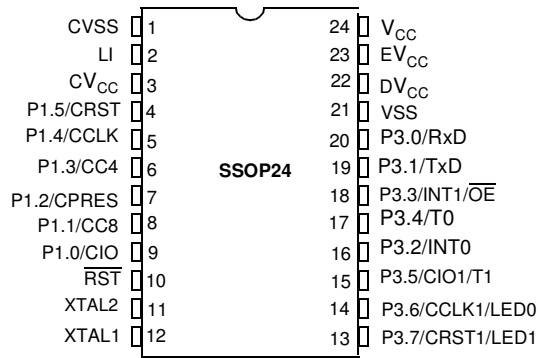 CVSS 1 24 VCC
LI 2 23 EVCC
CVCC 3 22 DVCC
P1.5/CRST 4 21 VSS
P1.4/CCLK 5 20 P3.0/RxD
P1.3/CC4 6 SSOP24 19 P3.1/TxD
P1.2/CPRES 7 18 P3.3/INT1/OE
P1.1/CC8 8 17 P3.4/T0
P1.0/CIO 9 16 P3.2/INT0
RST 10 15 P3.5/CIO1/T1
XTAL2 11 14 P3.6/CCLK1/LED0
XTAL1 12 13 P3.7/CRST1/LED1